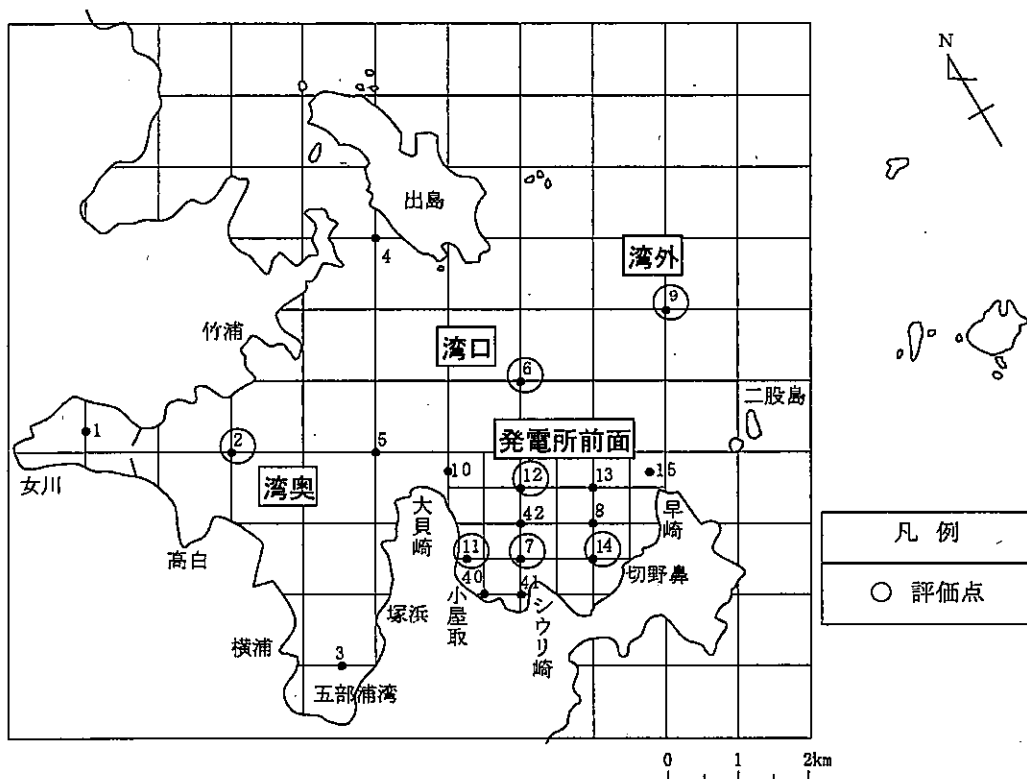 N
出島
4
湾外
9
竹浦
湾口
6
二股島
発電所前面
1
2
5
10
12
13
15
女川
湾奥
大貝崎
42
8
早崎
高白
11
7
14
切野鼻
40
41
小屋取
シウリ崎
塚浜
横浦
3
五部浦湾
凡例
○ 評価点
0 1 2km